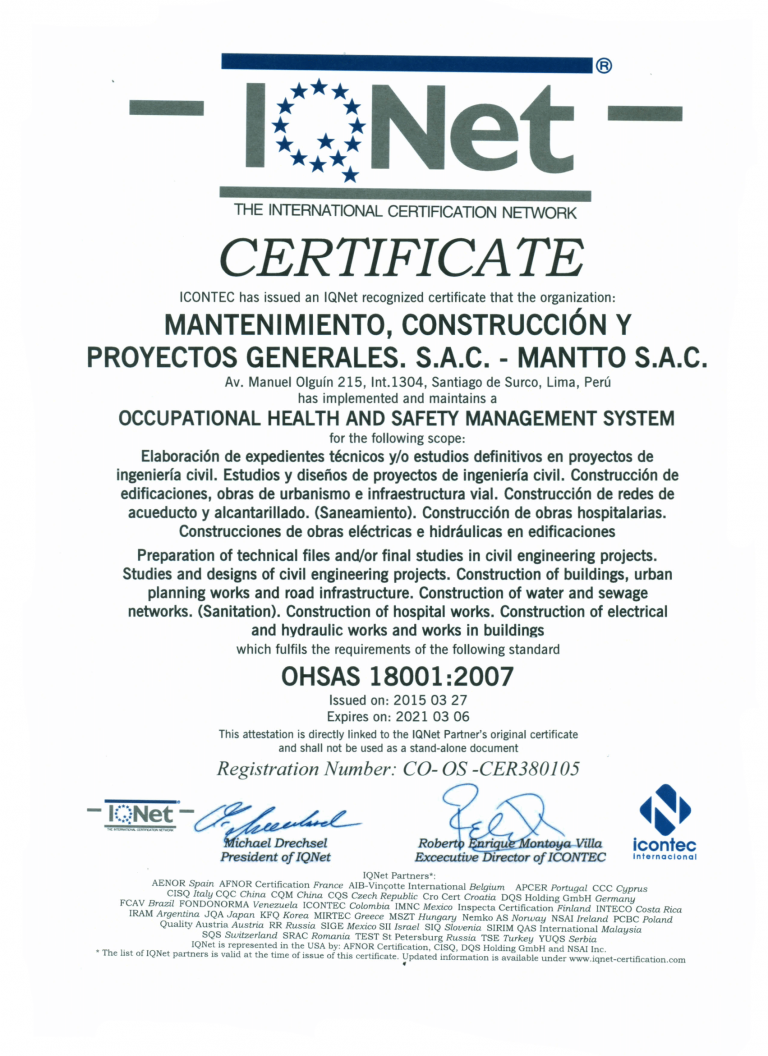 IQNet®
THE INTERNATIONAL CERTIFICATION NETWORK
CERTIFICATE
ICONTEC has issued an IQNet recognized certificate that the organization:
MANTENIMIENTO, CONSTRUCCIÓN Y
PROYECTOS GENERALES. S.A.C. - MANTTO S.A.C.
Av. Manuel Olguín 215, Int.1304, Santiago de Surco, Lima, Perú
has implemented and maintains a
OCCUPATIONAL HEALTH AND SAFETY MANAGEMENT SYSTEM
for the following scope:
Elaboración de expedientes técnicos y/o estudios definitivos en proyectos de
ingeniería civil. Estudios y diseños de proyectos de ingeniería civil. Construcción de
edificaciones, obras de urbanismo e infraestructura vial. Construcción de redes de
acueducto y alcantarillado. (Saneamiento). Construcción de obras hospitalarias.
Construcciones de obras eléctricas e hidráulicas en edificaciones
Preparation of technical files and/or final studies in civil engineering projects.
Studies and designs of civil engineering projects. Construction of buildings, urban
planning works and road infrastructure. Construction of water and sewage
networks. (Sanitation). Construction of hospital works. Construction of electrical
and hydraulic works and works in buildings
which fulfils the requirements of the following standard
OHSAS 18001:2007
Issued on: 2015 03 27
Expires on: 2021 03 06
This attestation is directly linked to the IQNet Partner's original certificate
and shall not be used as a stand-alone document
Registration Number: CO- OS -CER380105
IQNet
THE INTERNATIONAL CERTIFICATION NETWORK
Michael Drechsel
President of IQNet
Roberto Enrique Montoya Villa
Excecutive Director of ICONTEC
icontec
internacional
IQNet Partners*:
AENOR Spain AFNOR Certification France AIB-Vinçotte International Belgium APCER Portugal CCC Cyprus
CISQ Italy CQC China CQM China CQS Czech Republic Cro Cert Croatia DQS Holding GmbH Germany
FCAV Brazil FONDONORMA Venezuela ICONTEC Colombia IMNC Mexico Inspecta Certification Finland INTECO Costa Rica
IRAM Argentina JQA Japan KFQ Korea MIRTEC Greece MSZT Hungary Nemko AS Norway NSAI Ireland PCBC Poland
Quality Austria Austria RR Russia SIGE Mexico SII Israel SIQ Slovenia SIRIM QAS International Malaysia
SQS Switzerland SRAC Romania TEST St Petersburg Russia TSE Turkey YUQS Serbia
IQNet is represented in the USA by: AFNOR Certification, CISQ, DQS Holding GmbH and NSAI Inc.
* The list of IQNet partners is valid at the time of issue of this certificate. Updated information is available under www.iqnet-certification.com